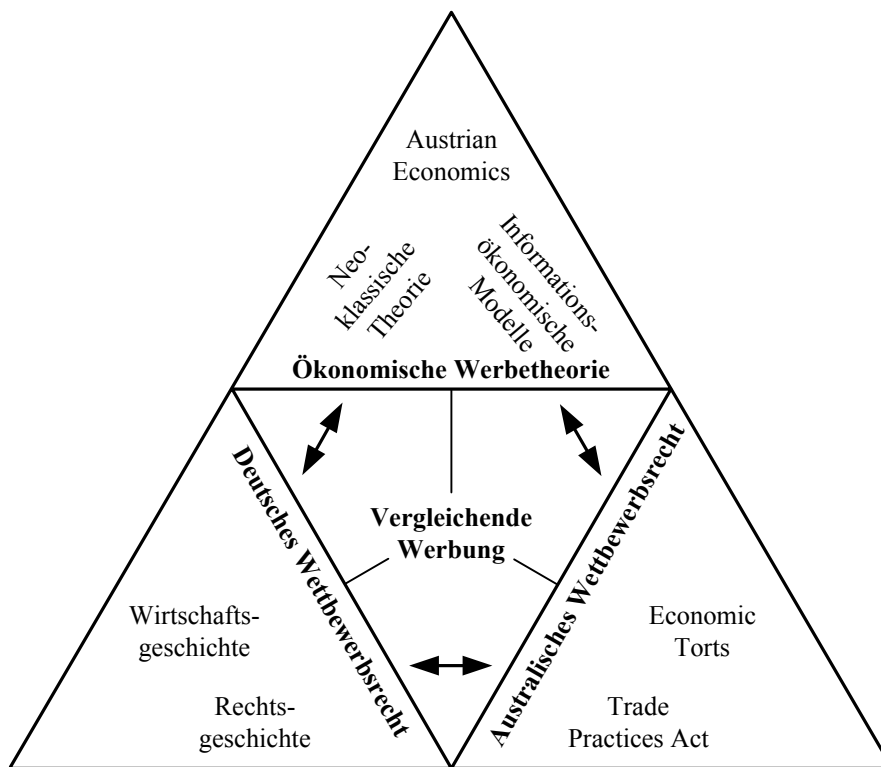 Austrian
Economics
Neo-
klassische
Theorie
Informations-
ökonomische
Modelle
Ökonomische Werbetheorie
Deutsches Wettbewerbsrecht
Vergleichende
Werbung
Australisches Wettbewerbsrecht
Wirtschafts-
geschichte
Rechts-
geschichte
Economic
Torts
Trade
Practices Act